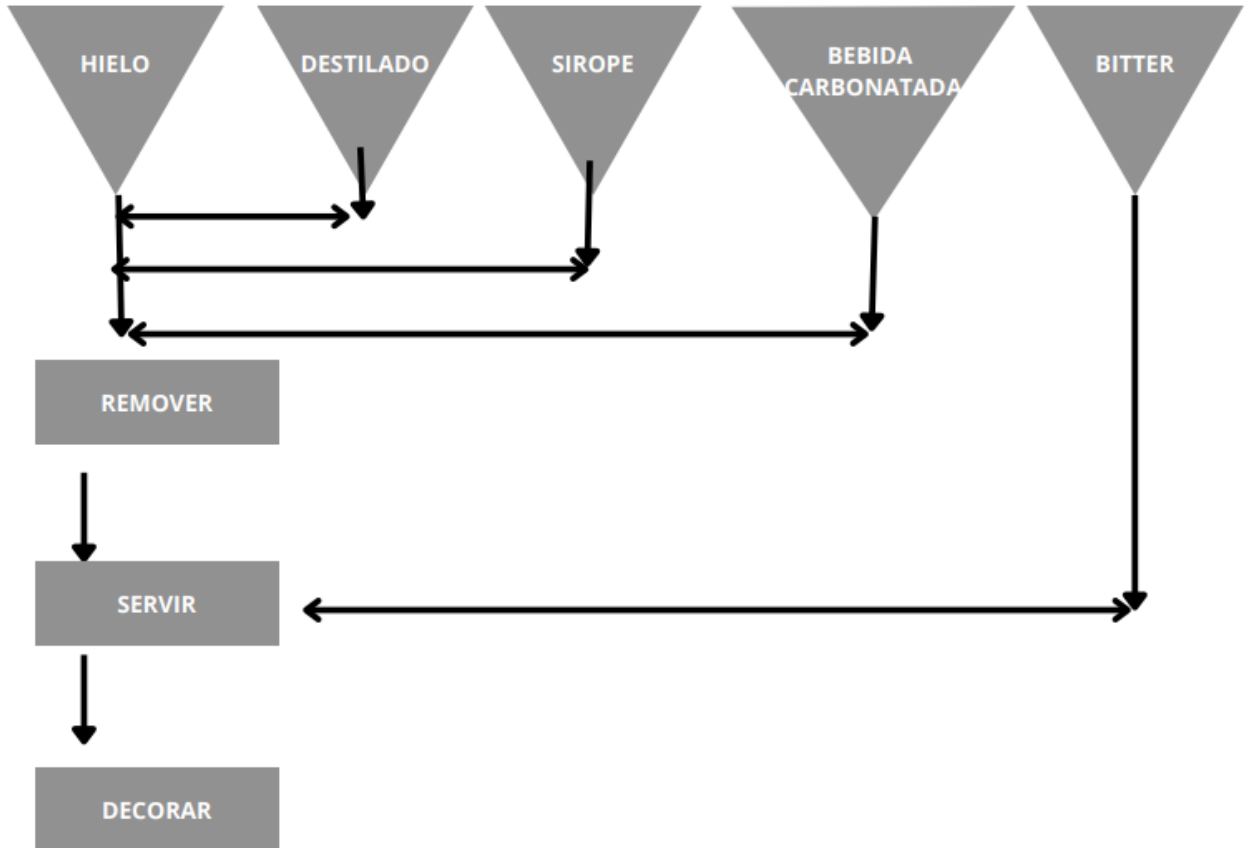 HIELO
DESTILADO
SIROPE
BEBIDA
CARBONATADA
BITTER
REMOVER
SERVIR
DECORAR